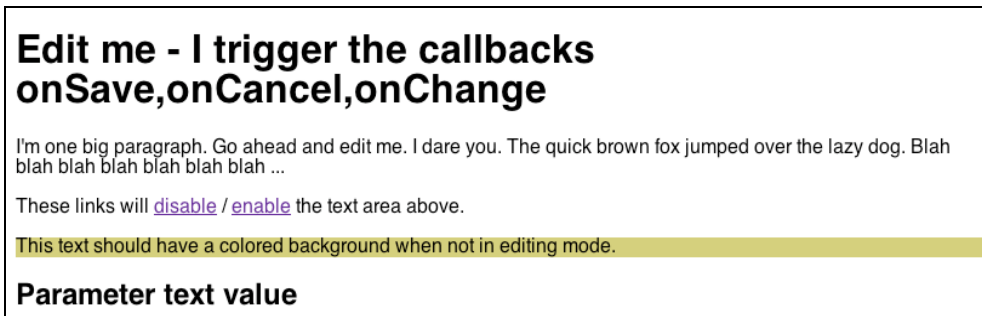 Edit me - I trigger the callbacks
onSave,onCancel,onChange
I'm one big paragraph. Go ahead and edit me. I dare you. The quick brown fox jumped over the lazy dog. Blah
blah blah blah blah blah blah ...
These links will disable / enable the text area above.
This text should have a colored background when not in editing mode.
Parameter text value